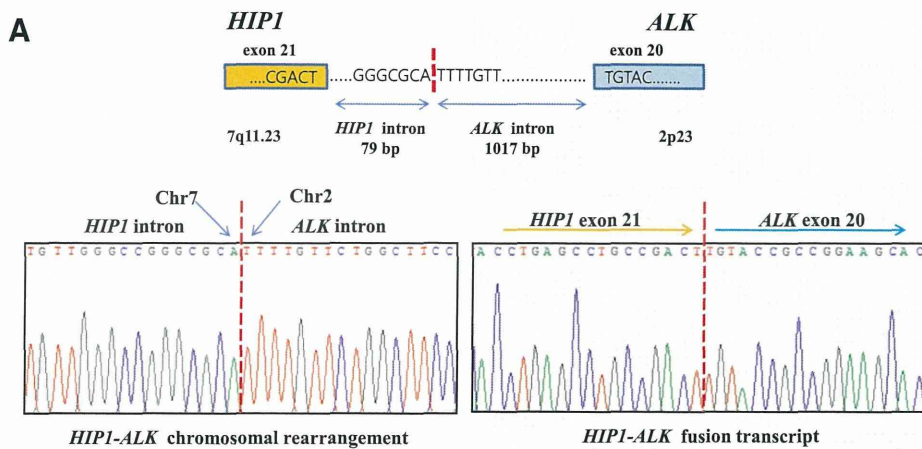 A
HIP1 ALK
exon 21 exon 20
....CGACT .....GGGCGCA TTTTGTT................. TGTAC.......
HIP1 intron ALK intron
7q11.23 79 bp 1017 bp 2p23
Chr7 Chr2
HIP1 intron ALK intron HIP1 exon 21 ALK exon 20
TGTTGGGCCGGGCGCATTTTGTTCTGGCTTCC ACCTGAGCCTGCCGACTTGTACCGCCGGAAGCAC
HIP1-ALK chromosomal rearrangement HIP1-ALK fusion transcript